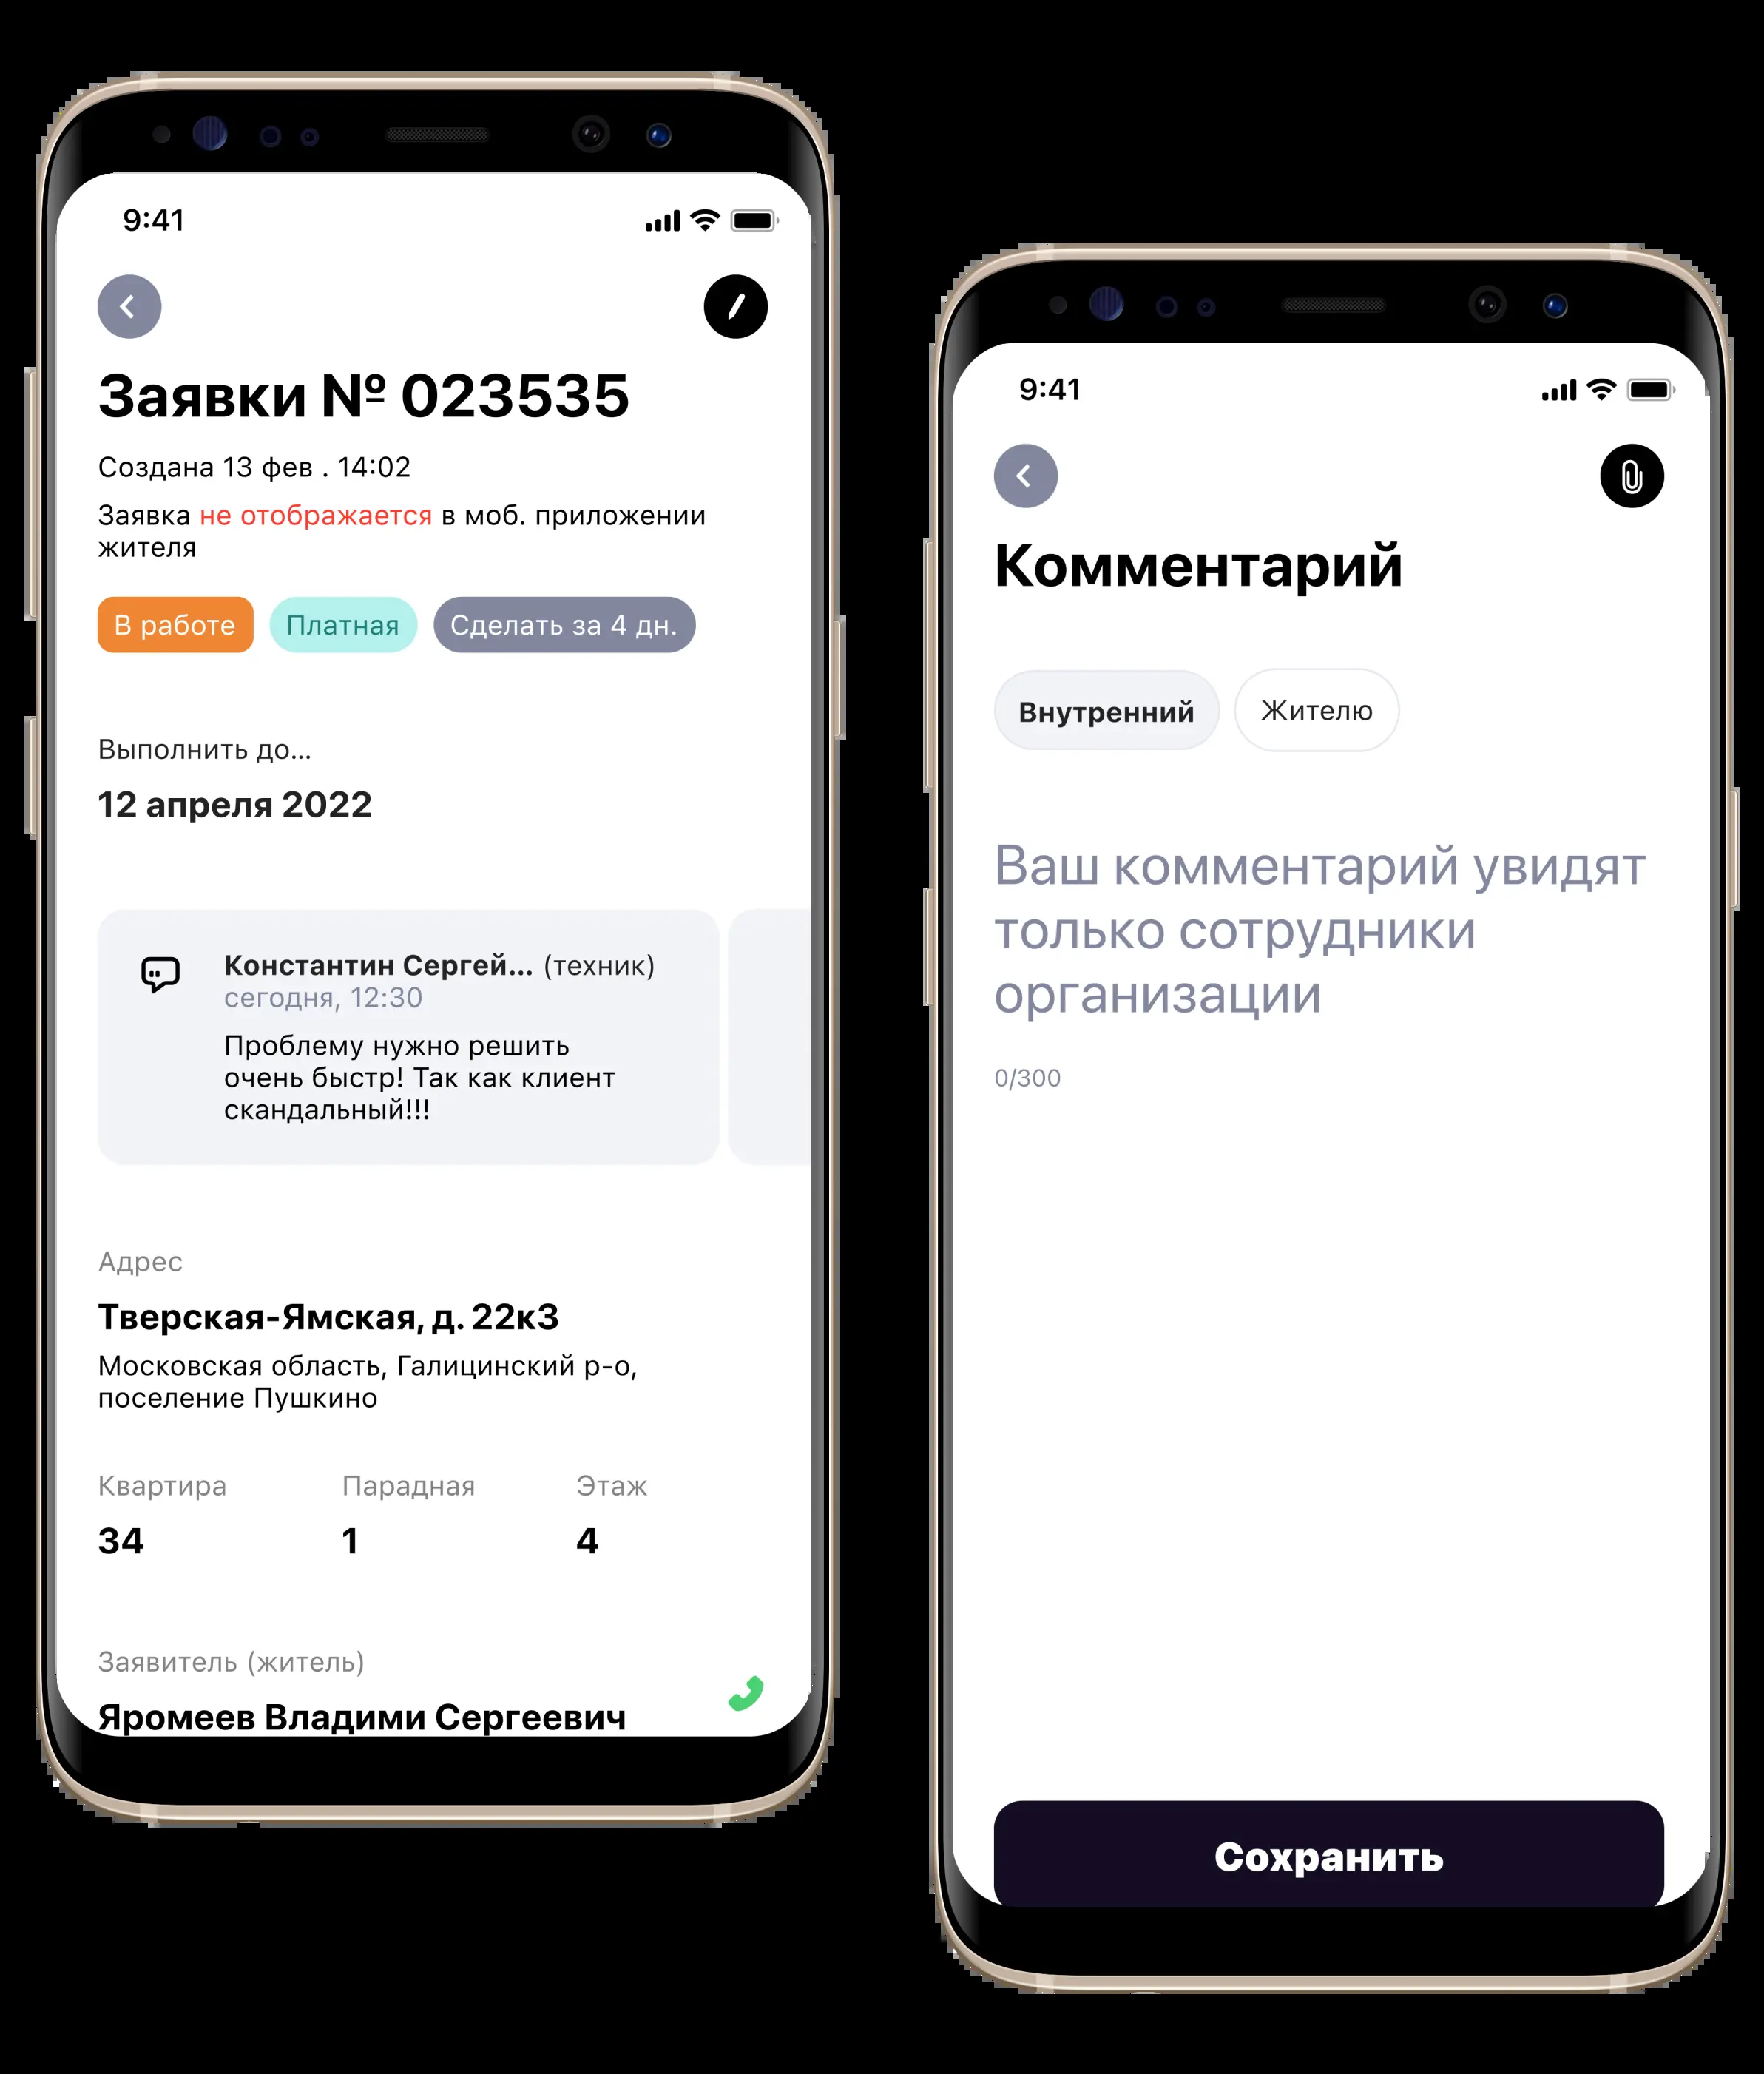 9:41
Заявки № 023535
Создана 13 фев . 14:02
Заявка не отображается в моб. приложении
жителя
В работе Платная Сделать за 4 дн.
Выполнить до...
12 апреля 2022
Константин Сергей... (техник)
сегодня, 12:30
Проблему нужно решить
очень быстр! Так как клиент
скандальный!!!
Адрес
Тверская-Ямская, д. 22к3
Московская область, Галицинский р-о,
поселение Пушкино
Квартира Парадная Этаж
34 1 4
Заявитель (житель)
Яромеев Владими Сергеевич
9:41
Комментарий
Внутренний Жителю
Ваш комментарий увидят
только сотрудники
организации
0/300
Сохранить